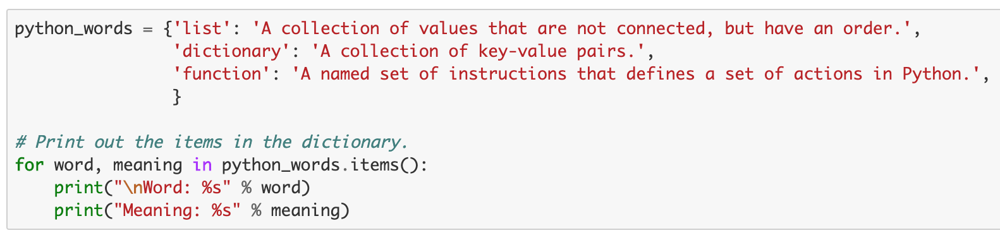 python_words = {'list': 'A collection of values that are not connected, but have an order.',
                'dictionary': 'A collection of key-value pairs.',
                'function': 'A named set of instructions that defines a set of actions in Python.',
                }

# Print out the items in the dictionary.
for word, meaning in python_words.items():
    print("\nWord: %s" % word)
    print("Meaning: %s" % meaning)